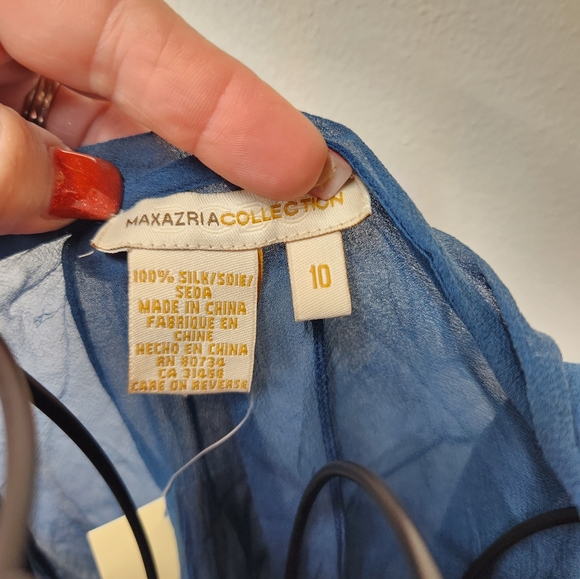 MAXAZRIACOLLECTION
10
100% SILK/SOIE/
SEDA
MADE IN CHINA
FABRIQUE EN
CHINE
HECHO EN CHINA
RN 80734
CA 31458
CARE ON REVERSE